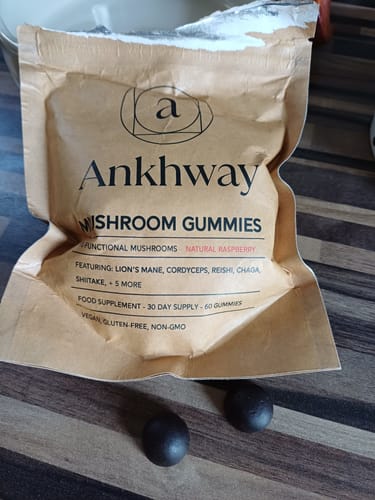 a
Ankhway
MUSHROOM GUMMIES
FUNCTIONAL MUSHROOMS NATURAL RASPBERRY
FEATURING: LION'S MANE, CORDYCEPS, REISHI, CHAGA,
SHIITAKE, + 5 MORE
FOOD SUPPLEMENT - 30 DAY SUPPLY - 60 GUMMIES
VEGAN, GLUTEN-FREE, NON-GMO